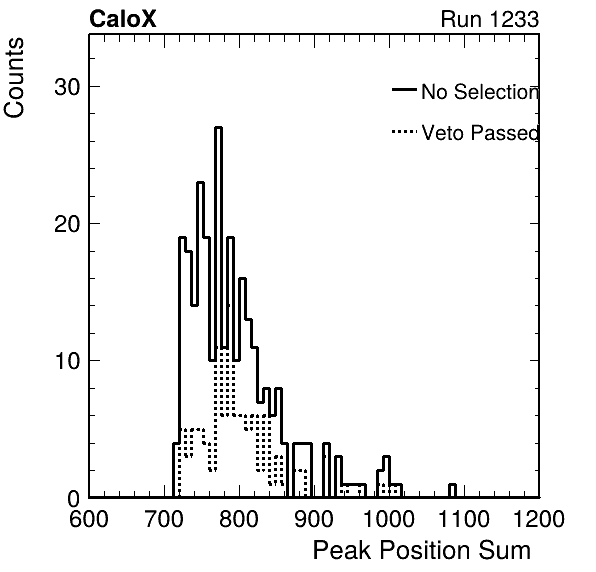 CaloX Run 1233
Counts
30
No Selection
Veto Passed
20
10
0
600 700 800 900 1000 1100 1200
Peak Position Sum